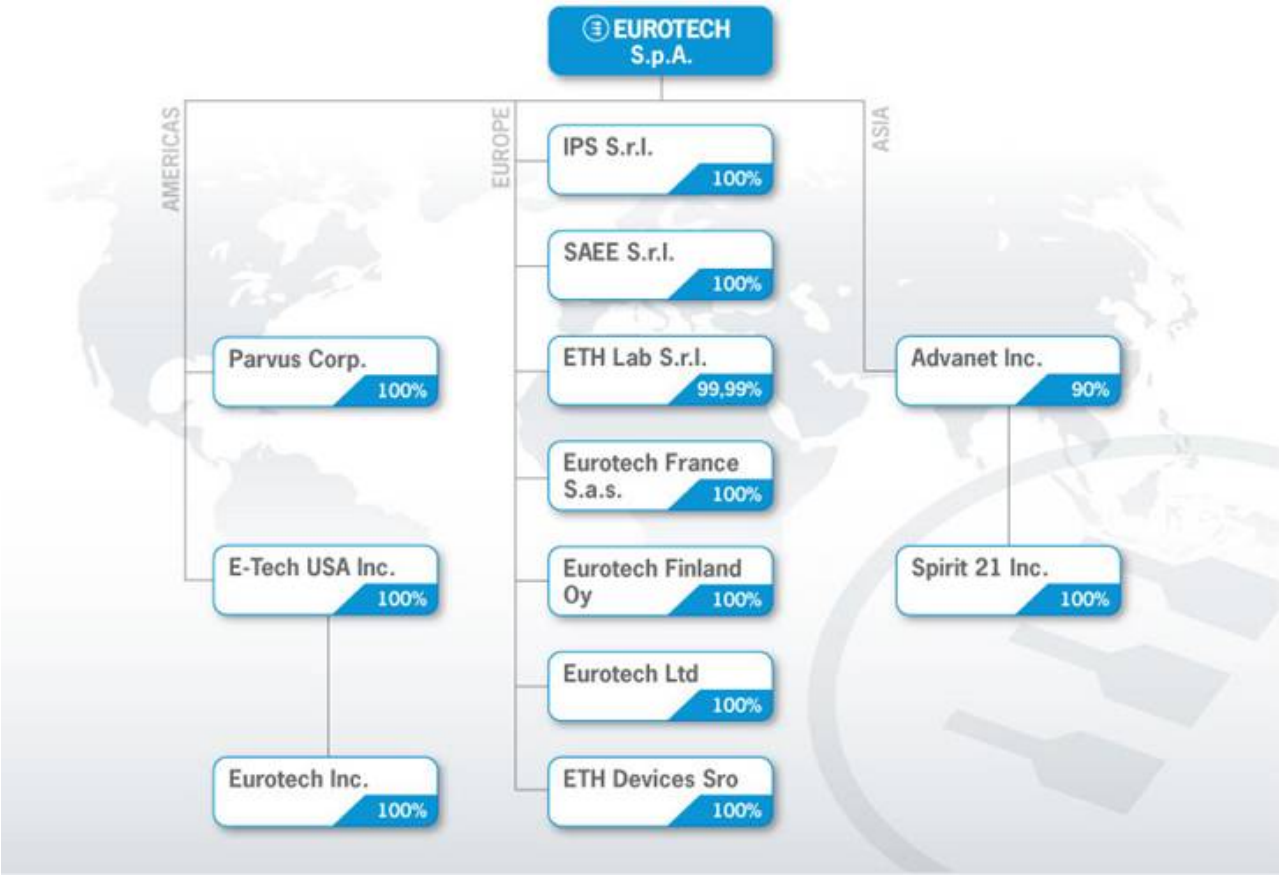 EUROTECH
S.p.A.
AMERICAS
Parvus Corp.
100%
E-Tech USA Inc.
100%
Eurotech Inc.
100%
EUROPE
IPS S.r.l.
100%
SAEE S.r.l.
100%
ETH Lab S.r.l.
99,99%
Eurotech France
S.a.s.
100%
Eurotech Finland
Oy
100%
Eurotech Ltd
100%
ETH Devices Sro
100%
ASIA
Advanet Inc.
90%
Spirit 21 Inc.
100%